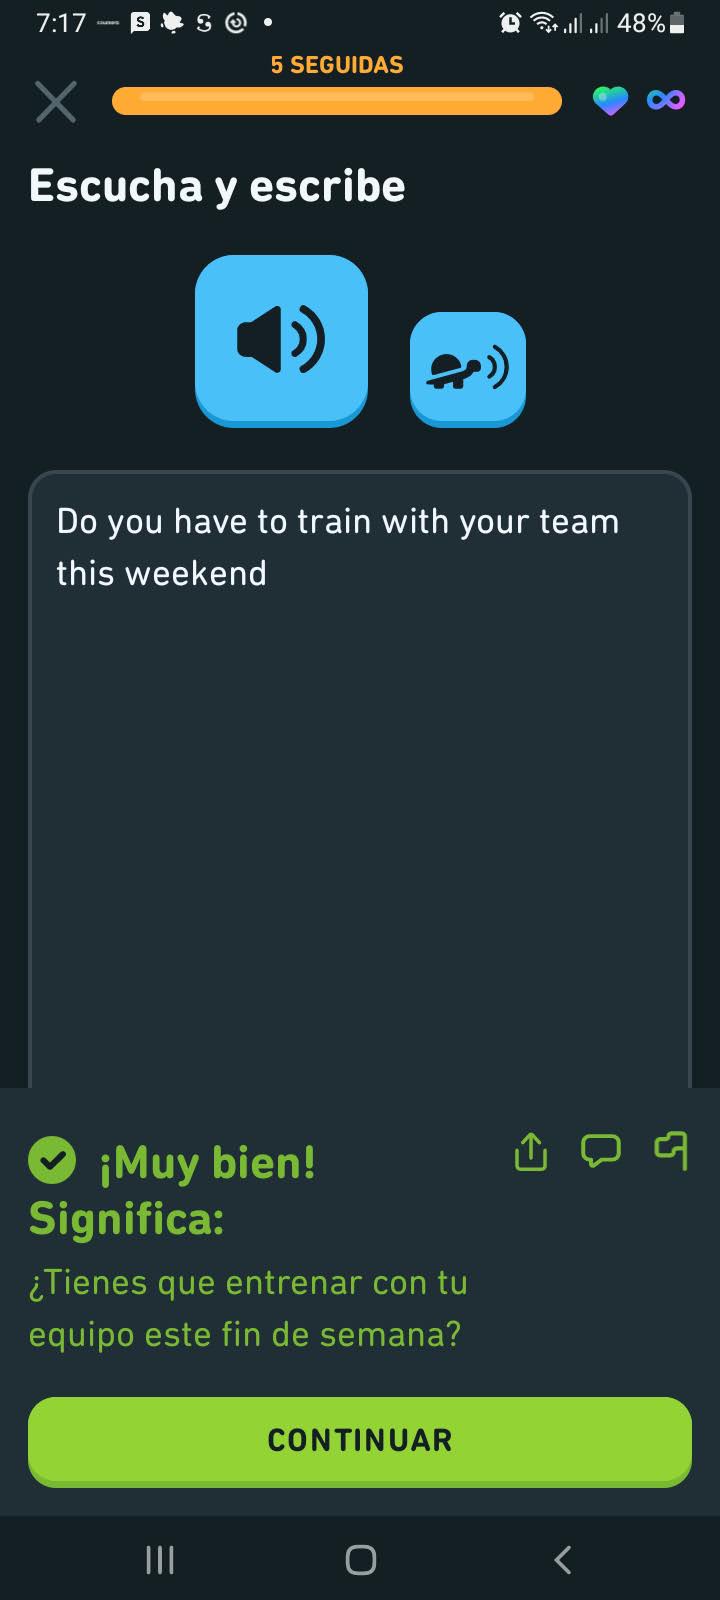 7:17
S
48%
5 SEGUIDAS
Escucha y escribe
Do you have to train with your team
this weekend
¡Muy bien!
Significa:
¿Tienes que entrenar con tu
equipo este fin de semana?
CONTINUAR